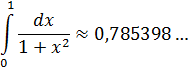 ∫₀¹ dx / (1 + x²) ≈ 0,785398 …